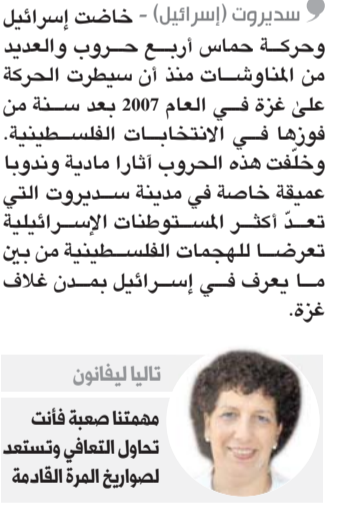 سديروت (إسرائيل) - خاضت إسرائيل
وحركة حماس أربع حروب والعديد
من المناوشات منذ أن سيطرت الحركة
على غزة في العام 2007 بعد سنة من
فوزها في الانتخابات الفلسطينية.
وخلّفت هذه الحروب آثارا مادية وندوبا
عميقة خاصة في مدينة سديروت التي
تعدّ أكثر المستوطنات الإسرائيلية
تعرضا للهجمات الفلسطينية من بين
ما يعرف في إسرائيل بمدن غلاف
غزة.
تاليا ليفانون
مهمتنا صعبة فأنت
تحاول التعافي وتستعد
لصواريخ المرة القادمة